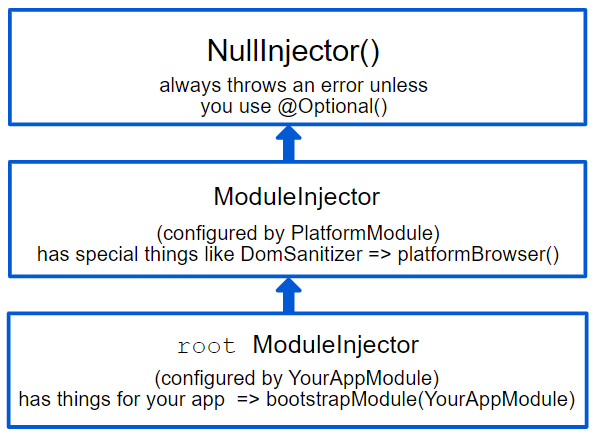 NullInjector()
always throws an error unless
you use @Optional()
ModuleInjector
(configured by PlatformModule)
has special things like DomSanitizer => platformBrowser()
root ModuleInjector
(configured by YourAppModule)
has things for your app => bootstrapModule(YourAppModule)